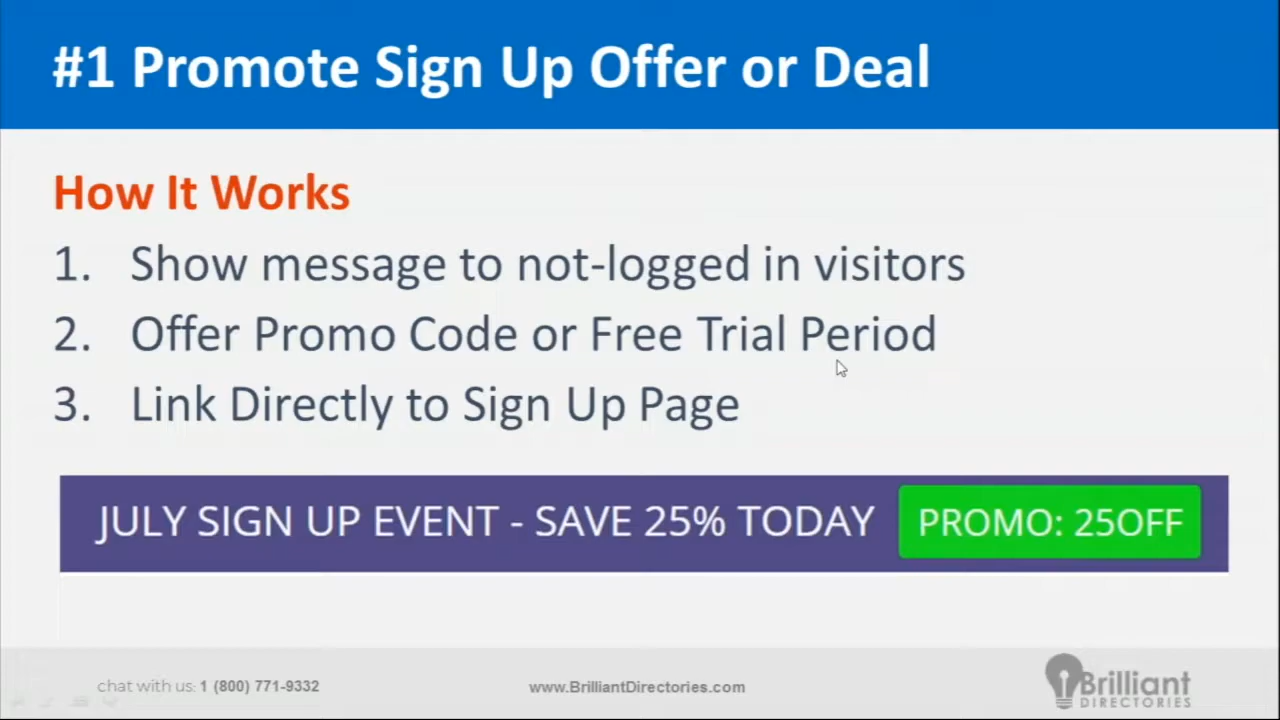 #1 Promote Sign Up Offer or Deal
How It Works
1. Show message to not-logged in visitors
2. Offer Promo Code or Free Trial Period
3. Link Directly to Sign Up Page
JULY SIGN UP EVENT - SAVE 25% TODAY PROMO: 25OFF
chat with us: 1 (800) 771-9332 www.BrilliantDirectories.com Brilliant
DIRECTORIES